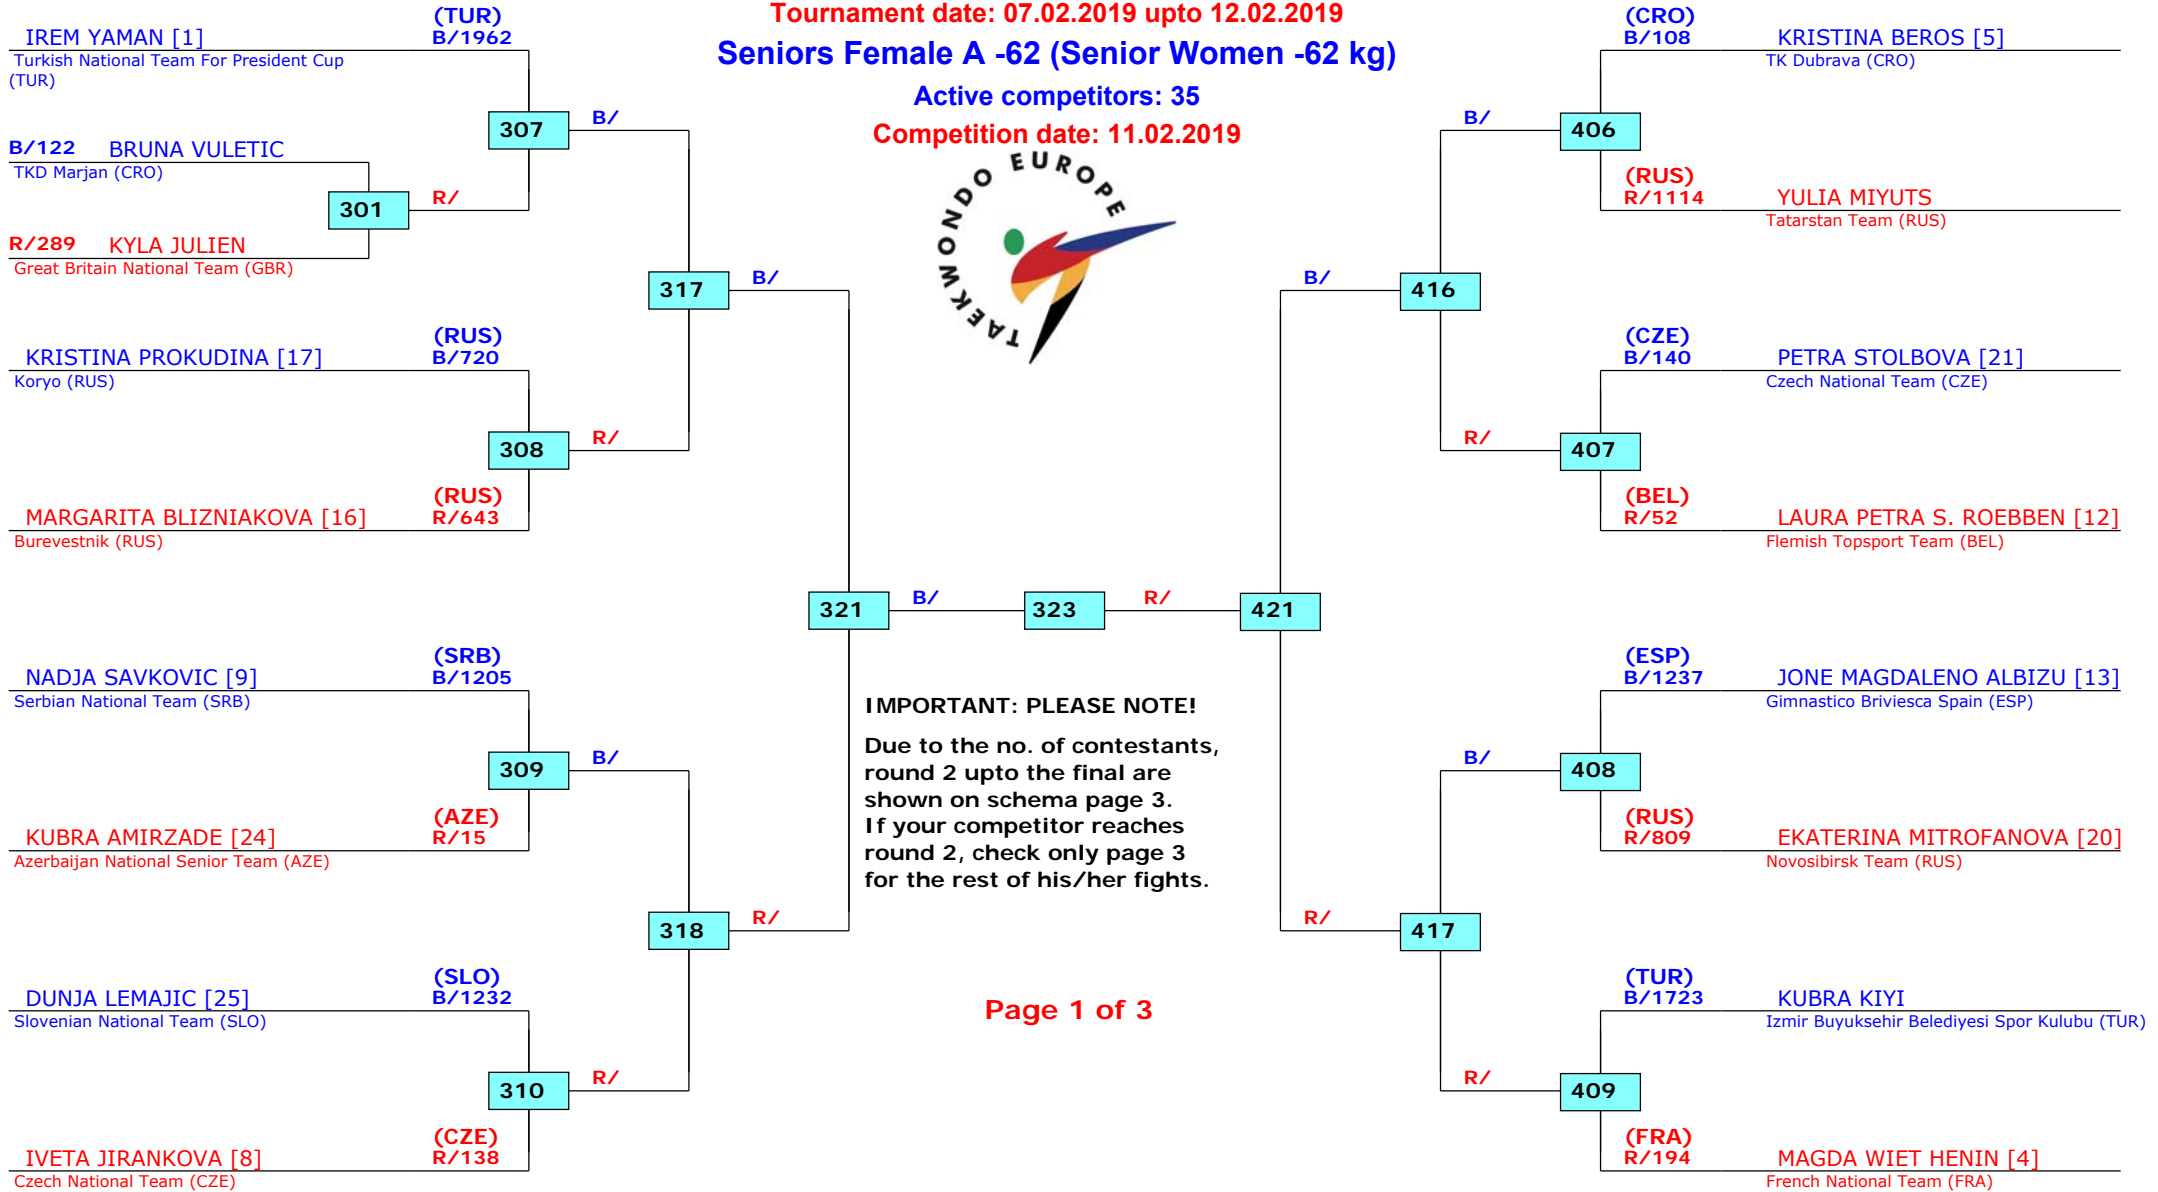 Tournament date: 07.02.2019 upto 12.02.2019
Seniors Female A -62 (Senior Women -62 kg)
Active competitors: 35
Competition date: 11.02.2019
TAEKWONDO EUROPE
(TUR)
IREM YAMAN [1] B/1962
Turkish National Team For President Cup
(TUR)
307 B/
B/122 BRUNA VULETIC
TKD Marjan (CRO)
301 R/
R/289 KYLA JULIEN
Great Britain National Team (GBR)
317 B/
(RUS)
KRISTINA PROKUDINA [17] B/720
Koryo (RUS)
308 R/
(RUS)
MARGARITA BLIZNIAKOVA [16] R/643
Burevestnik (RUS)
321 B/ 323 R/ 421
(SRB)
NADJA SAVKOVIC [9] B/1205
Serbian National Team (SRB)
309 B/
(AZE)
KUBRA AMIRZADE [24] R/15
Azerbaijan National Senior Team (AZE)
318 R/
(SLO)
DUNJA LEMAJIC [25] B/1232
Slovenian National Team (SLO)
310 R/
(CZE)
IVETA JIRANKOVA [8] R/138
Czech National Team (CZE)
IMPORTANT: PLEASE NOTE!
Due to the no. of contestants,
round 2 upto the final are
shown on schema page 3.
If your competitor reaches
round 2, check only page 3
for the rest of his/her fights.
Page 1 of 3
(CRO)
B/108 KRISTINA BEROS [5]
TK Dubrava (CRO)
B/ 406
(RUS)
R/1114 YULIA MIYUTS
Tatarstan Team (RUS)
B/ 416
(CZE)
B/140 PETRA STOLBOVA [21]
Czech National Team (CZE)
R/ 407
(BEL)
R/52 LAURA PETRA S. ROEBBEN [12]
Flemish Topsport Team (BEL)
(ESP)
B/1237 JONE MAGDALENO ALBIZU [13]
Gimnastico Briviesca Spain (ESP)
B/ 408
(RUS)
R/809 EKATERINA MITROFANOVA [20]
Novosibirsk Team (RUS)
R/ 417
(TUR)
B/1723 KUBRA KIYI
Izmir Buyuksehir Belediyesi Spor Kulubu (TUR)
R/ 409
(FRA)
R/194 MAGDA WIET HENIN [4]
French National Team (FRA)